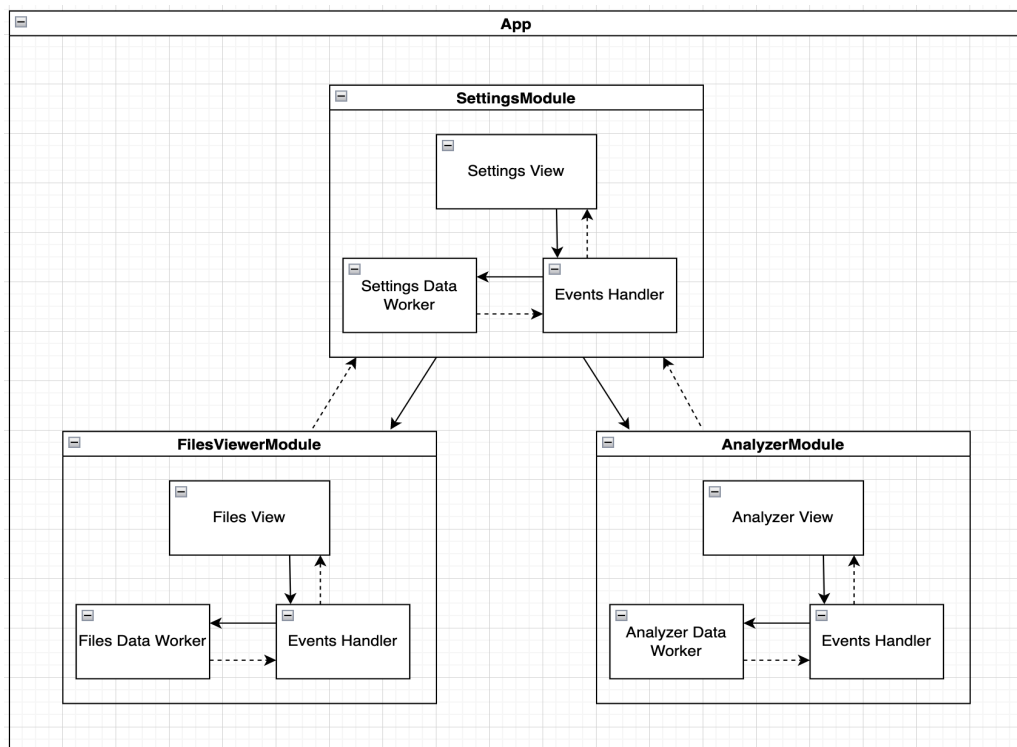 App
SettingsModule
Settings View
Settings Data
Worker
Events Handler
FilesViewerModule
Files View
Files Data Worker
Events Handler
AnalyzerModule
Analyzer View
Analyzer Data
Worker
Events Handler